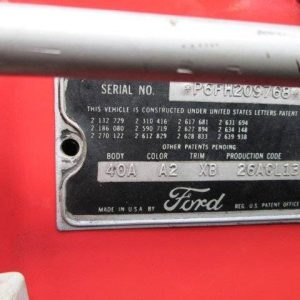 SERIAL NO. *P6FH209768*
THIS VEHICLE IS CONSTRUCTED UNDER UNITED STATES LETTERS PATENT
2 132 729 2 310 416 2 617 681 2 631 694
2 186 080 2 590 719 2 627 894 2 634 148
2 270 122 2 617 829 2 628 833 2 639 938
OTHER PATENTS PENDING
BODY COLOR TRIM PRODUCTION CODE
40A A2 XB 26AGL13
MADE IN U.S.A BY Ford REG. U.S. PATENT OFFICE